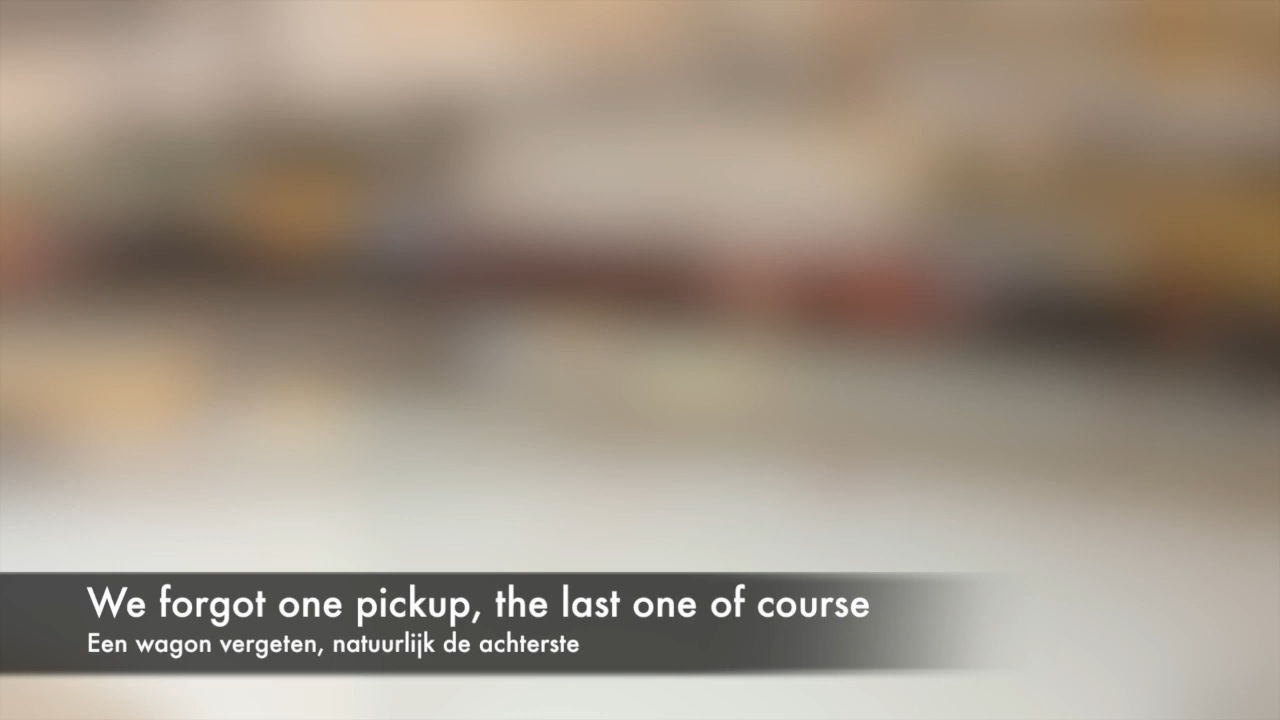 We forgot one pickup, the last one of course
Een wagon vergeten, natuurlijk de achterste